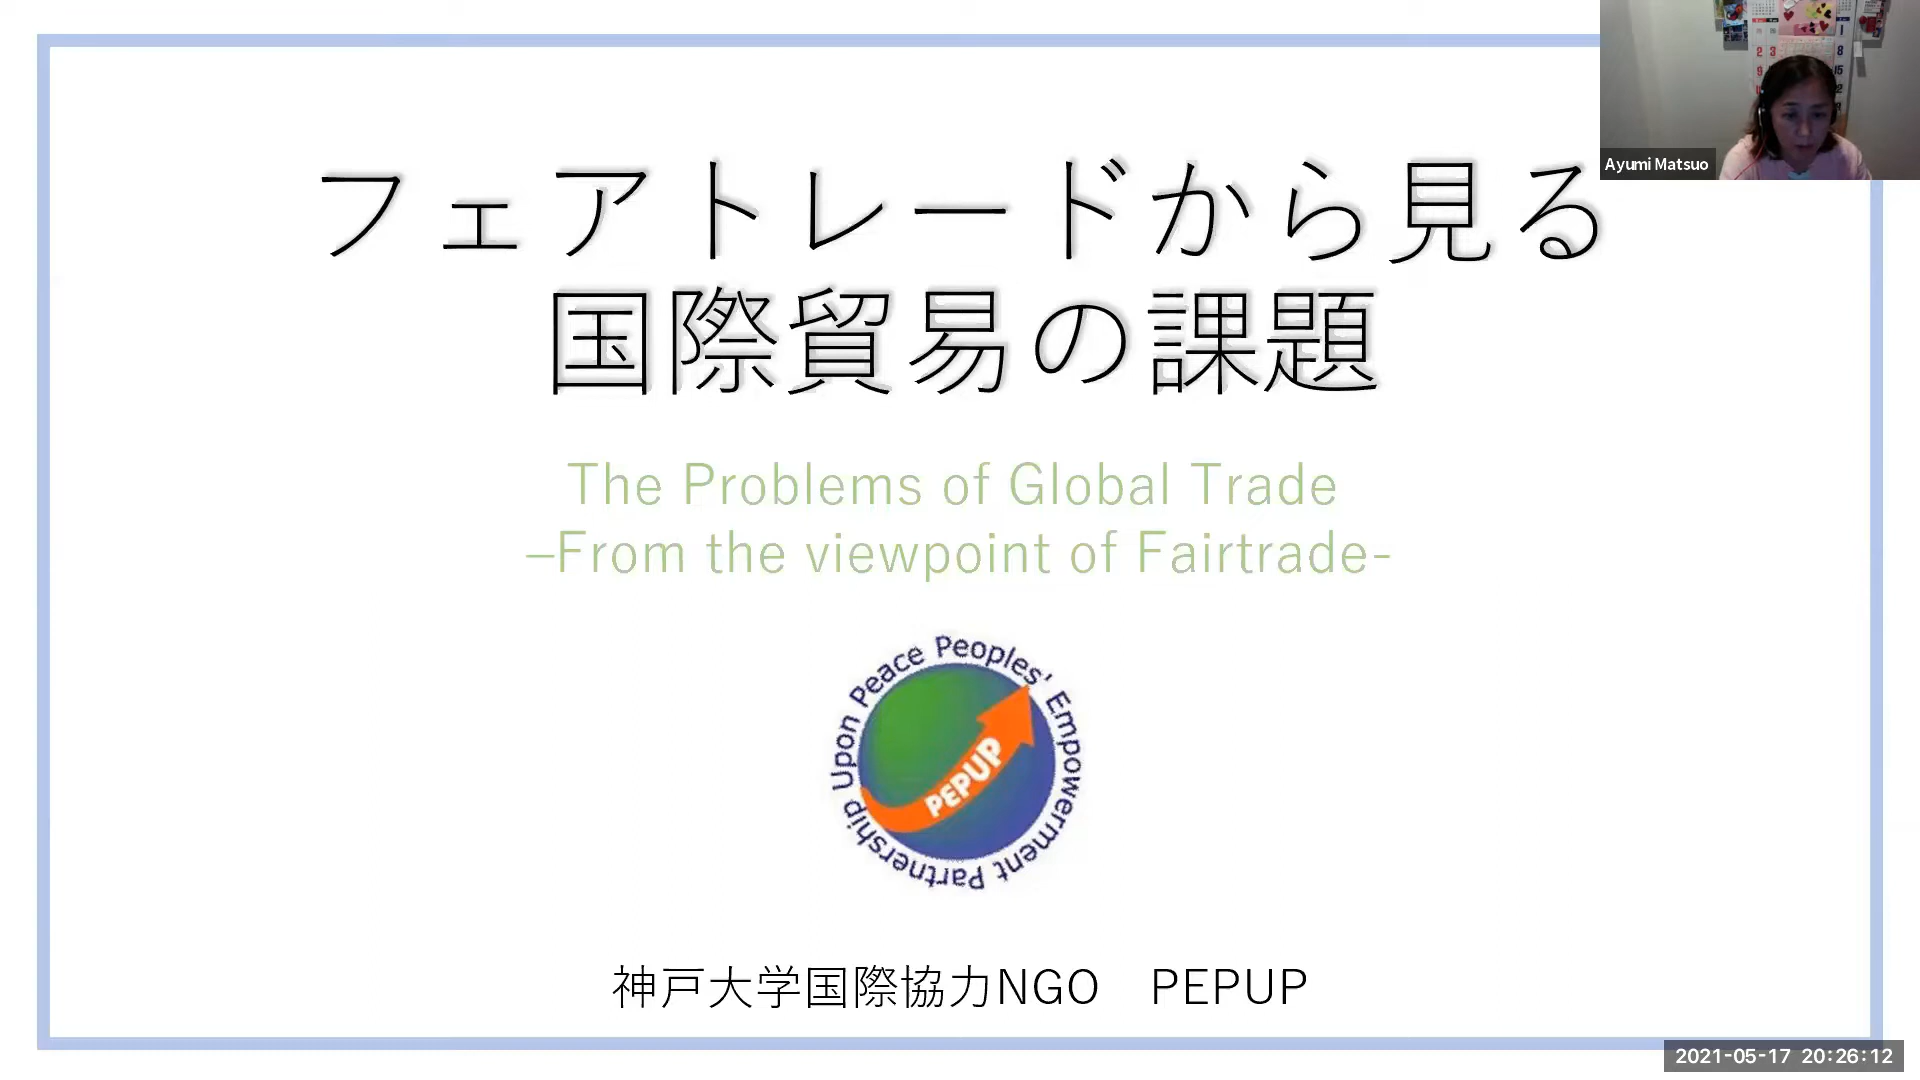 フェアトレードから見る
国際貿易の課題
The Problems of Global Trade
–From the viewpoint of Fairtrade-
Peoples' Empowerment Partnership Upon Peace
PEPUP
神戸大学国際協力NGO　PEPUP
Ayumi Matsuo
2021-05-17 20:26:12